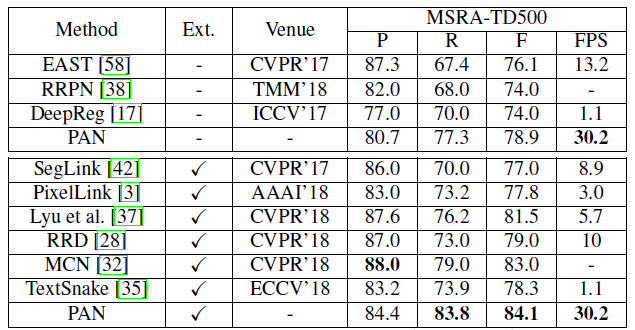 Method Ext. Venue MSRA-TD500
P R F FPS
EAST [58] - CVPR'17 87.3 67.4 76.1 13.2
RRPN [38] - TMM'18 82.0 68.0 74.0 -
DeepReg [17] - ICCV'17 77.0 70.0 74.0 1.1
PAN - - 80.7 77.3 78.9 30.2
SegLink [42] ✓ CVPR'17 86.0 70.0 77.0 8.9
PixelLink [3] ✓ AAAI'18 83.0 73.2 77.8 3.0
Lyu et al. [37] ✓ CVPR'18 87.6 76.2 81.5 5.7
RRD [28] ✓ CVPR'18 87.0 73.0 79.0 10
MCN [32] ✓ CVPR'18 88.0 79.0 83.0 -
TextSnake [35] ✓ ECCV'18 83.2 73.9 78.3 1.1
PAN ✓ - 84.4 83.8 84.1 30.2